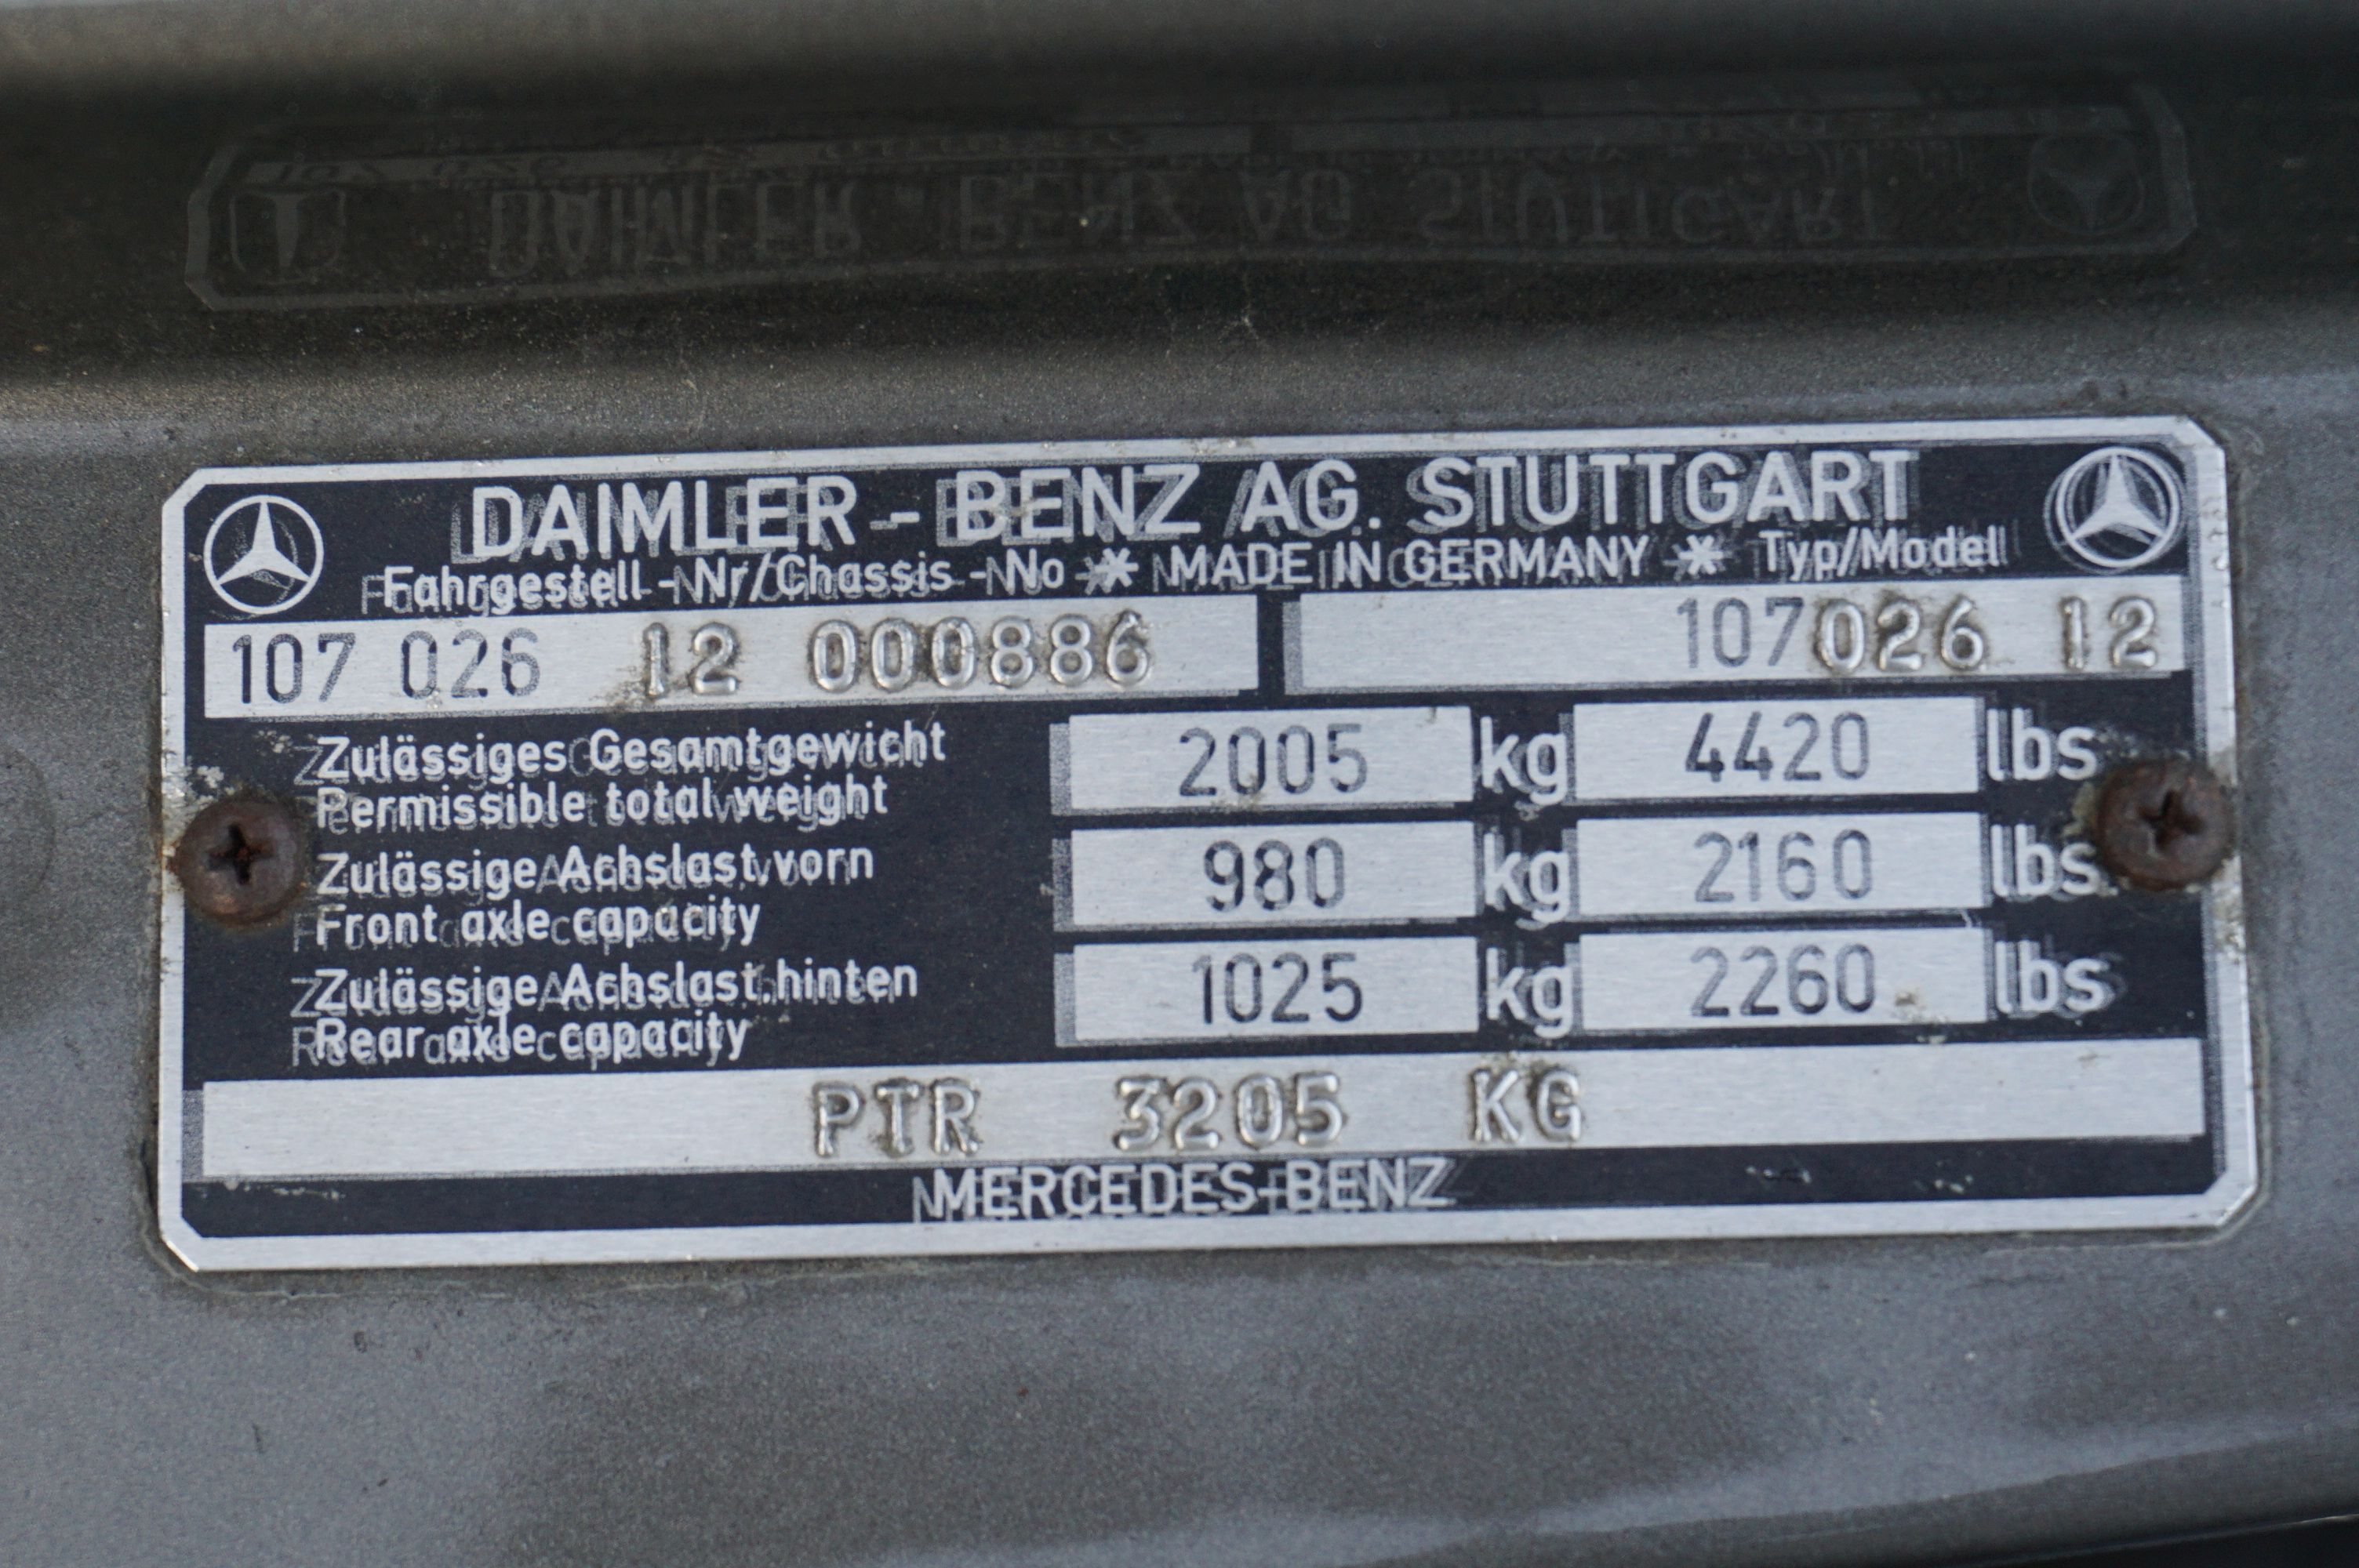 DAIMLER - BENZ AG. STUTTGART
Fahrgestell-Nr/Chassis-No * MADE IN GERMANY * Typ/Model
107 026 12 000886 107 026 12
Zulässiges Gesamtgewicht
Permissible total weight
2005 kg 4420 lbs
Zulässige Achslast, vorn
Front axle capacity
980 kg 2160 lbs
Zulässige Achslast, hinten
Rear axle capacity
1025 kg 2260 lbs
PTR 3205 KG
MERCEDES-BENZ